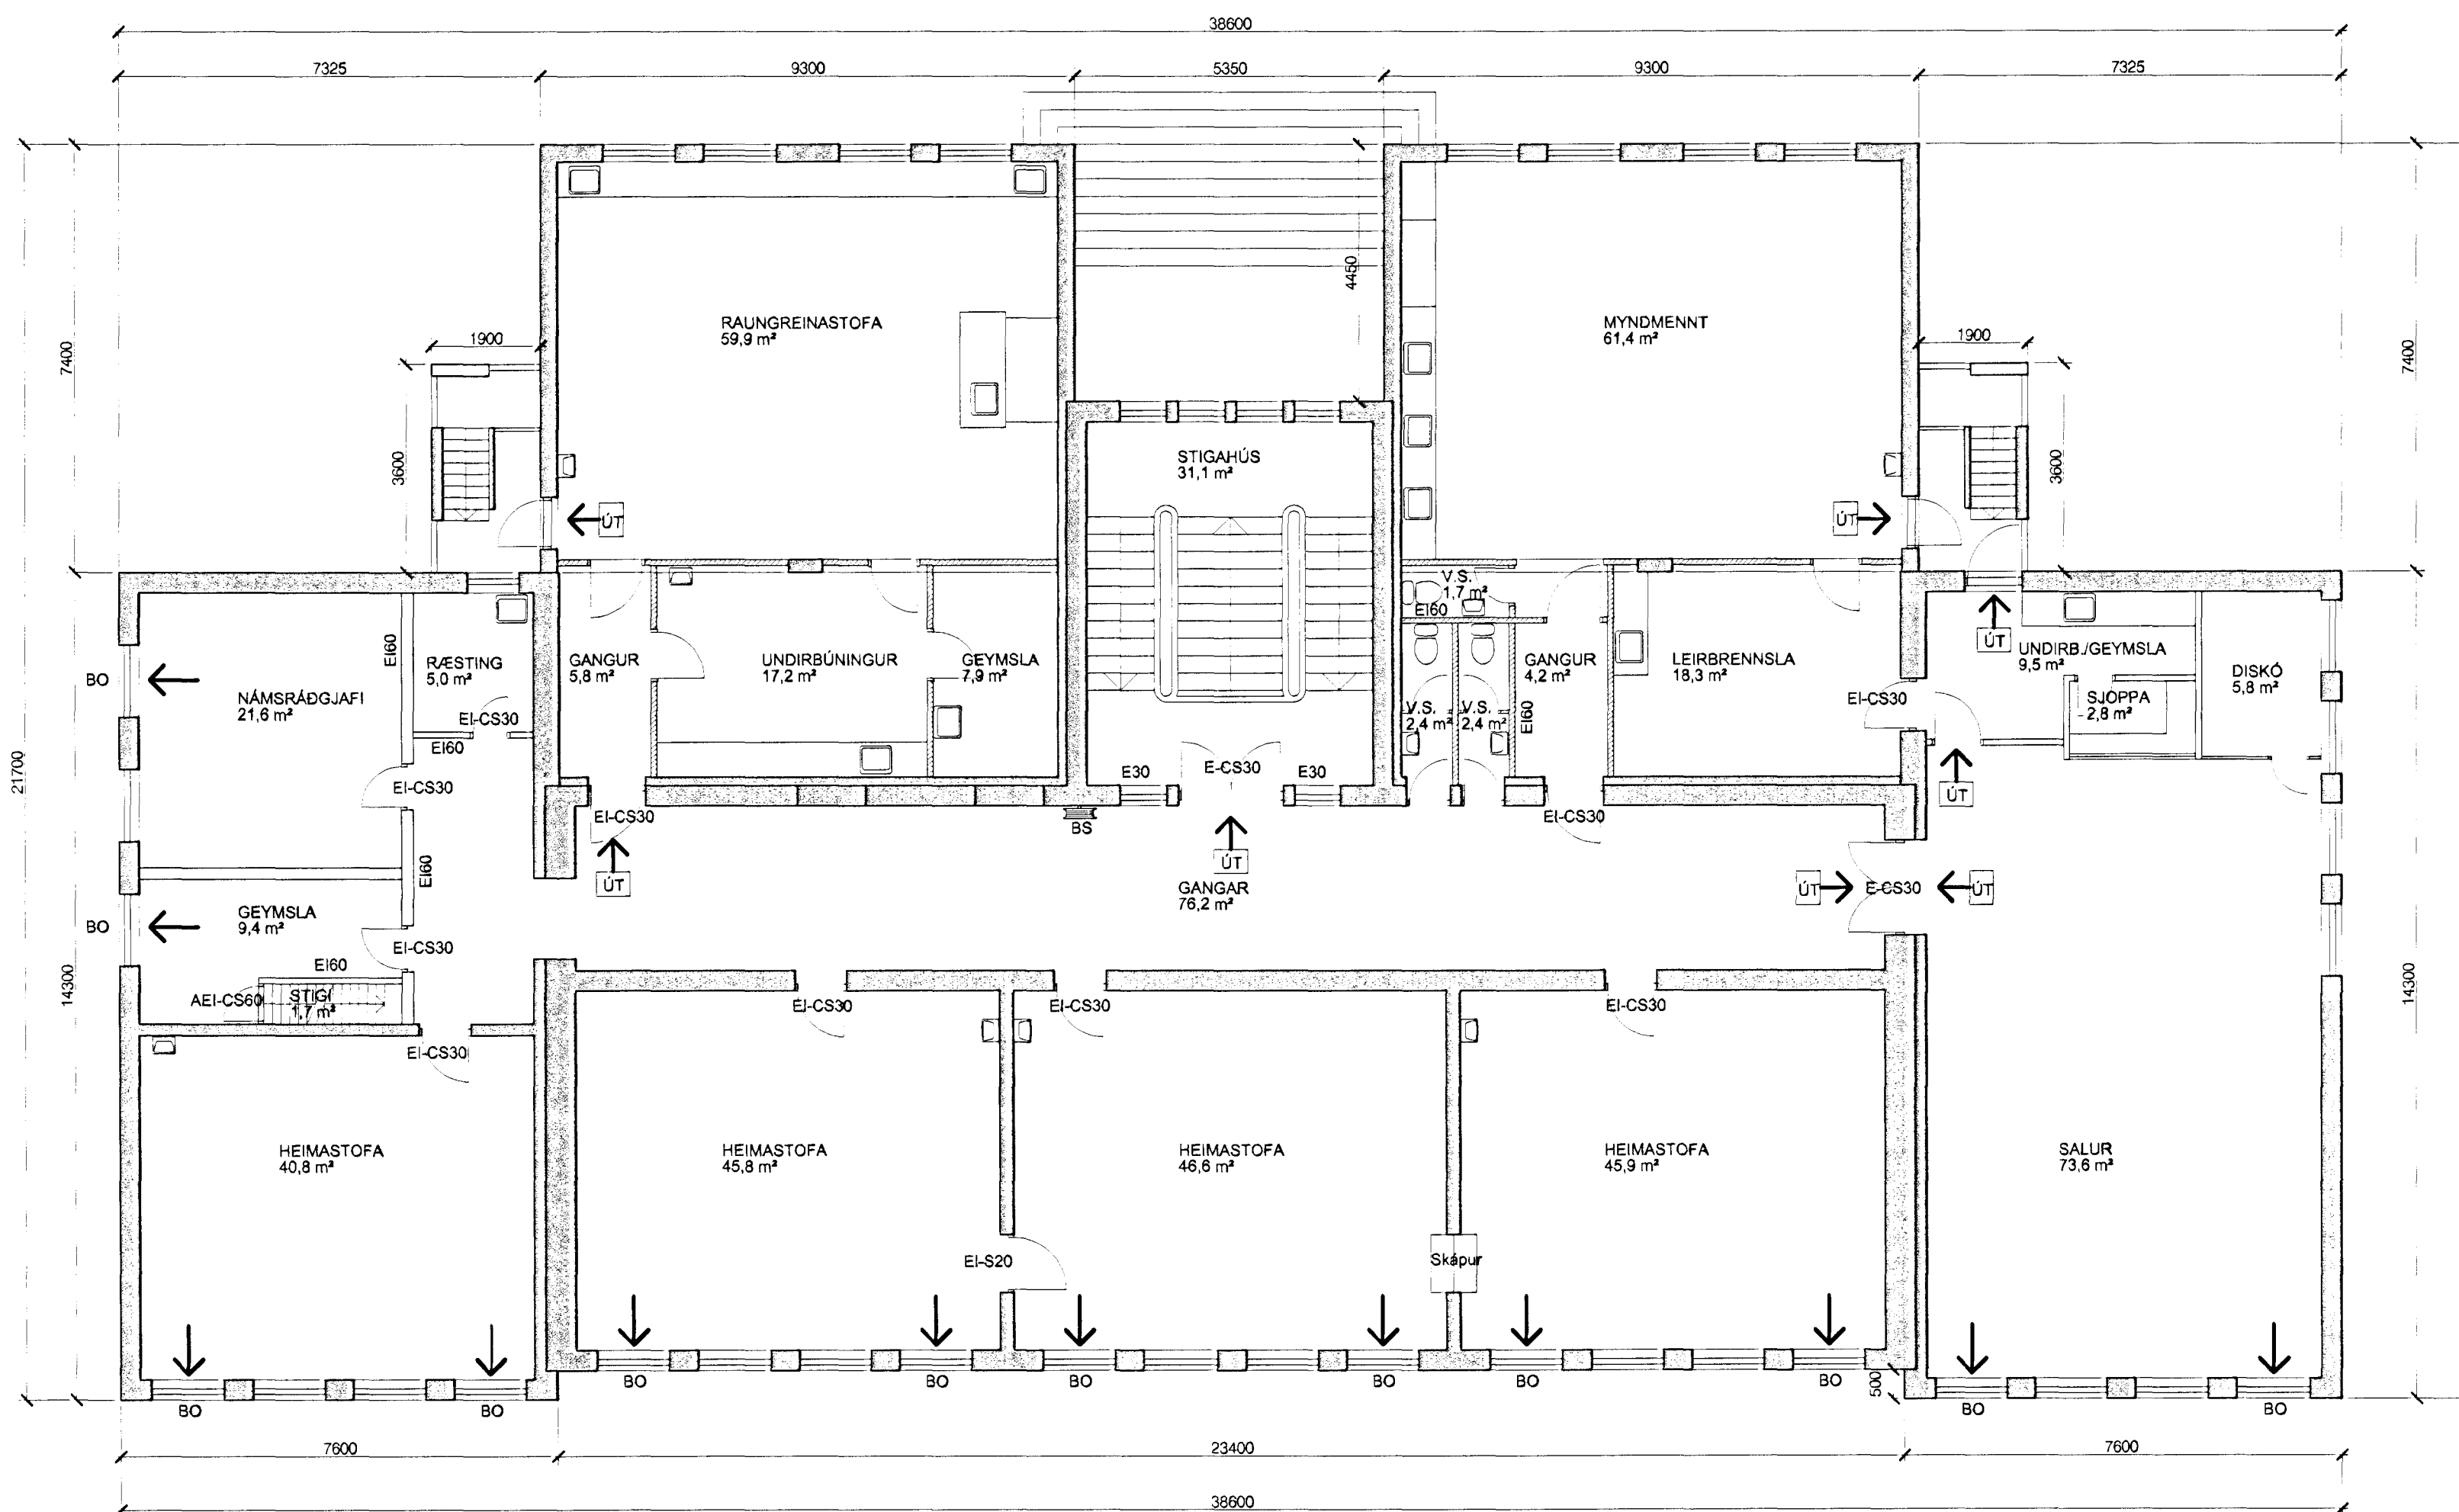 38600
7325
9300
5350
9300
7325
21700
7400
14300
7400
14300
1900
3600
4450
1900
3600
RAUNGREINASTOFA
59,9 m²
MYNDMENNT
61,4 m²
STIGAHÚS
31,1 m²
ÚT
ÚT
BO
NÁMSRÁÐGJAFI
21,6 m²
EI60
RÆSTING
5,0 m²
EI-CS30
EI60
EI-CS30
EI60
GANGUR
5,8 m²
UNDIRBÚNINGUR
17,2 m²
GEYMSLA
7,9 m²
V.S.
1,7 m²
EI60
V.S.
2,4 m²
V.S.
2,4 m²
EI60
GANGUR
4,2 m²
LEIRBRENNSLA
18,3 m²
EI-CS30
ÚT
UNDIRB./GEYMSLA
9,5 m²
SJOPPA
2,8 m²
DISKÓ
5,8 m²
ÚT
E30
E-CS30
E30
EI-CS30
BS
EI-CS30
ÚT
ÚT
GANGAR
76,2 m²
ÚT
E-CS30
ÚT
BO
GEYMSLA
9,4 m²
EI-CS30
EI60
AEI-CS60
STIGI
1,7 m²
EI-CS30
EI-CS30
EI-CS30
EI-CS30
HEIMASTOFA
40,8 m²
HEIMASTOFA
45,8 m²
HEIMASTOFA
46,6 m²
HEIMASTOFA
45,9 m²
SALUR
73,6 m²
EI-S20
Skápur
BO
BO
BO
BO
BO
BO
500
BO
BO
BO
BO
7600
23400
7600
38600